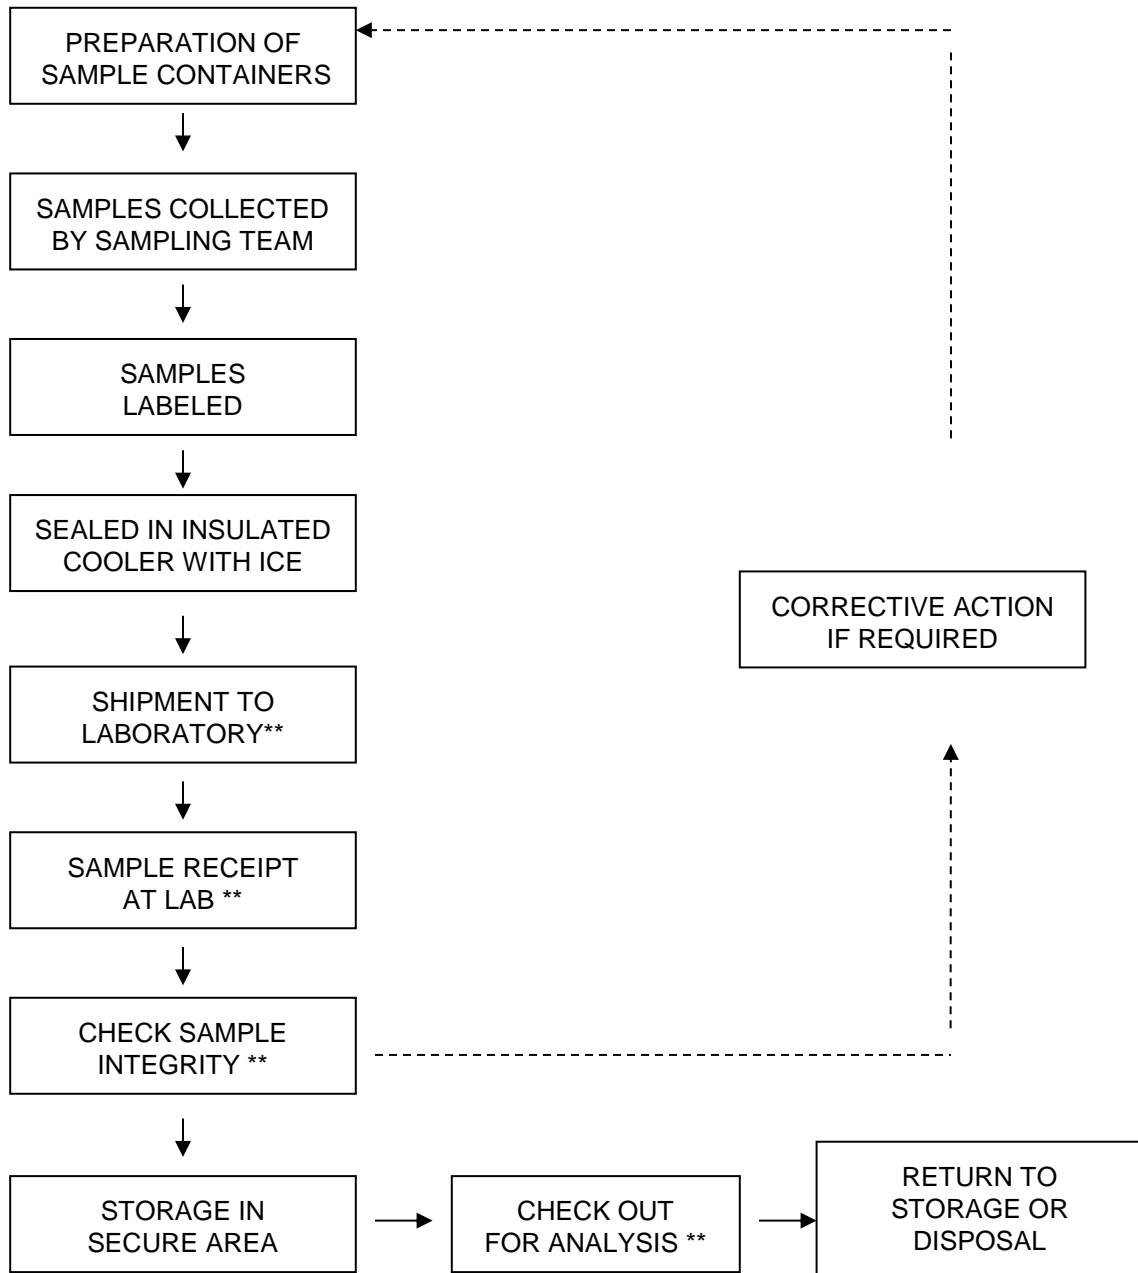 PREPARATION OF
SAMPLE CONTAINERS
SAMPLES COLLECTED
BY SAMPLING TEAM
SAMPLES
LABELED
SEALED IN INSULATED
COOLER WITH ICE
CORRECTIVE ACTION
IF REQUIRED
SHIPMENT TO
LABORATORY**
SAMPLE RECEIPT
AT LAB **
CHECK SAMPLE
INTEGRITY **
STORAGE IN
SECURE AREA
CHECK OUT
FOR ANALYSIS **
RETURN TO
STORAGE OR
DISPOSAL